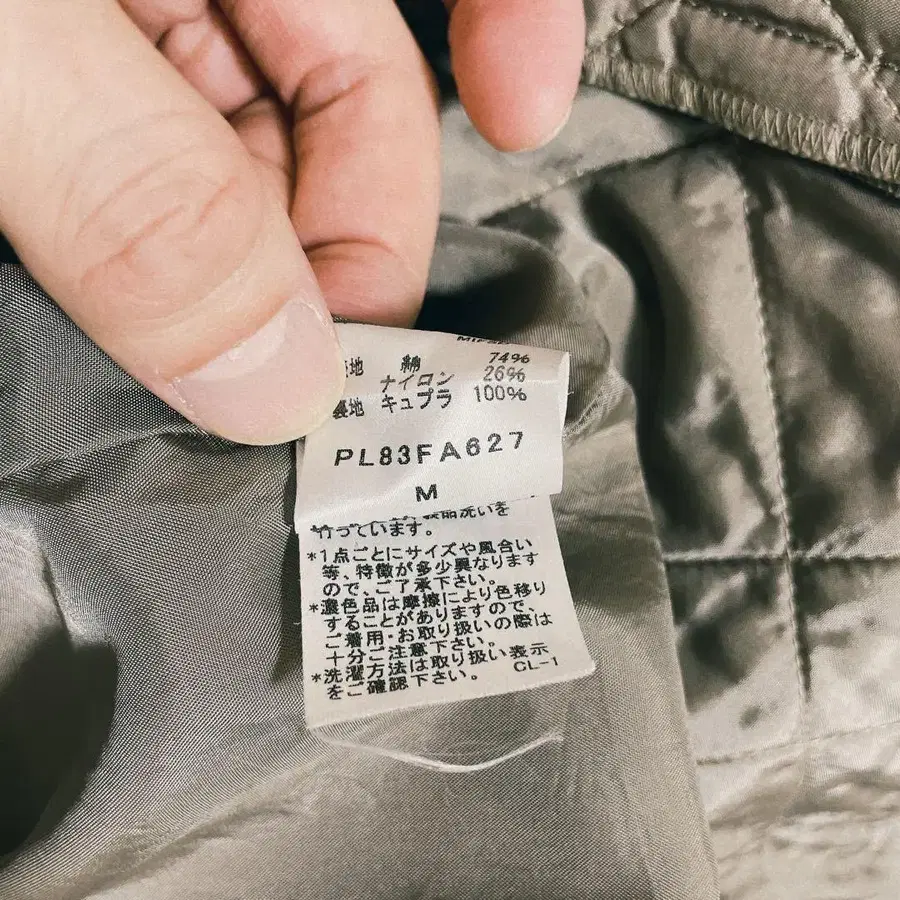 地 綿 74%
ナイロン 26%
裏地 キュプラ 100%
PL83FA627
M
洗いを
行っています。
*1点ごとにサイズや風合い
等、特徴が多少異なります
ので、ご了承下さい。
*濃色品は摩擦により色移り
することがありますので、
ご着用・お取り扱いの際は
十分ご注意下さい。
*洗濯方法は取り扱い表示
をご確認下さい。 CL-1